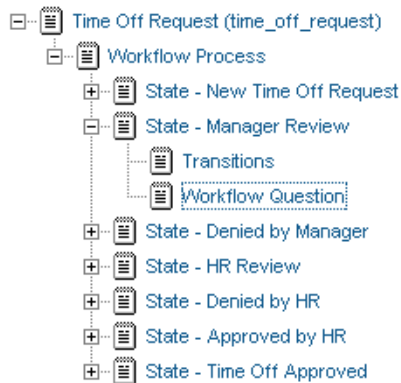 Time Off Request (time_off_request)
Workflow Process
State - New Time Off Request
State - Manager Review
Transitions
Workflow Question
State - Denied by Manager
State - HR Review
State - Denied by HR
State - Approved by HR
State - Time Off Approved